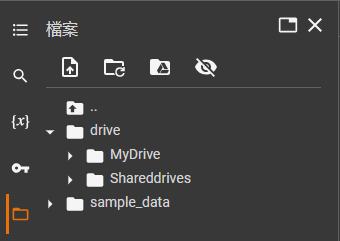 檔案
{x}
..
drive
MyDrive
Shareddrives
sample_data